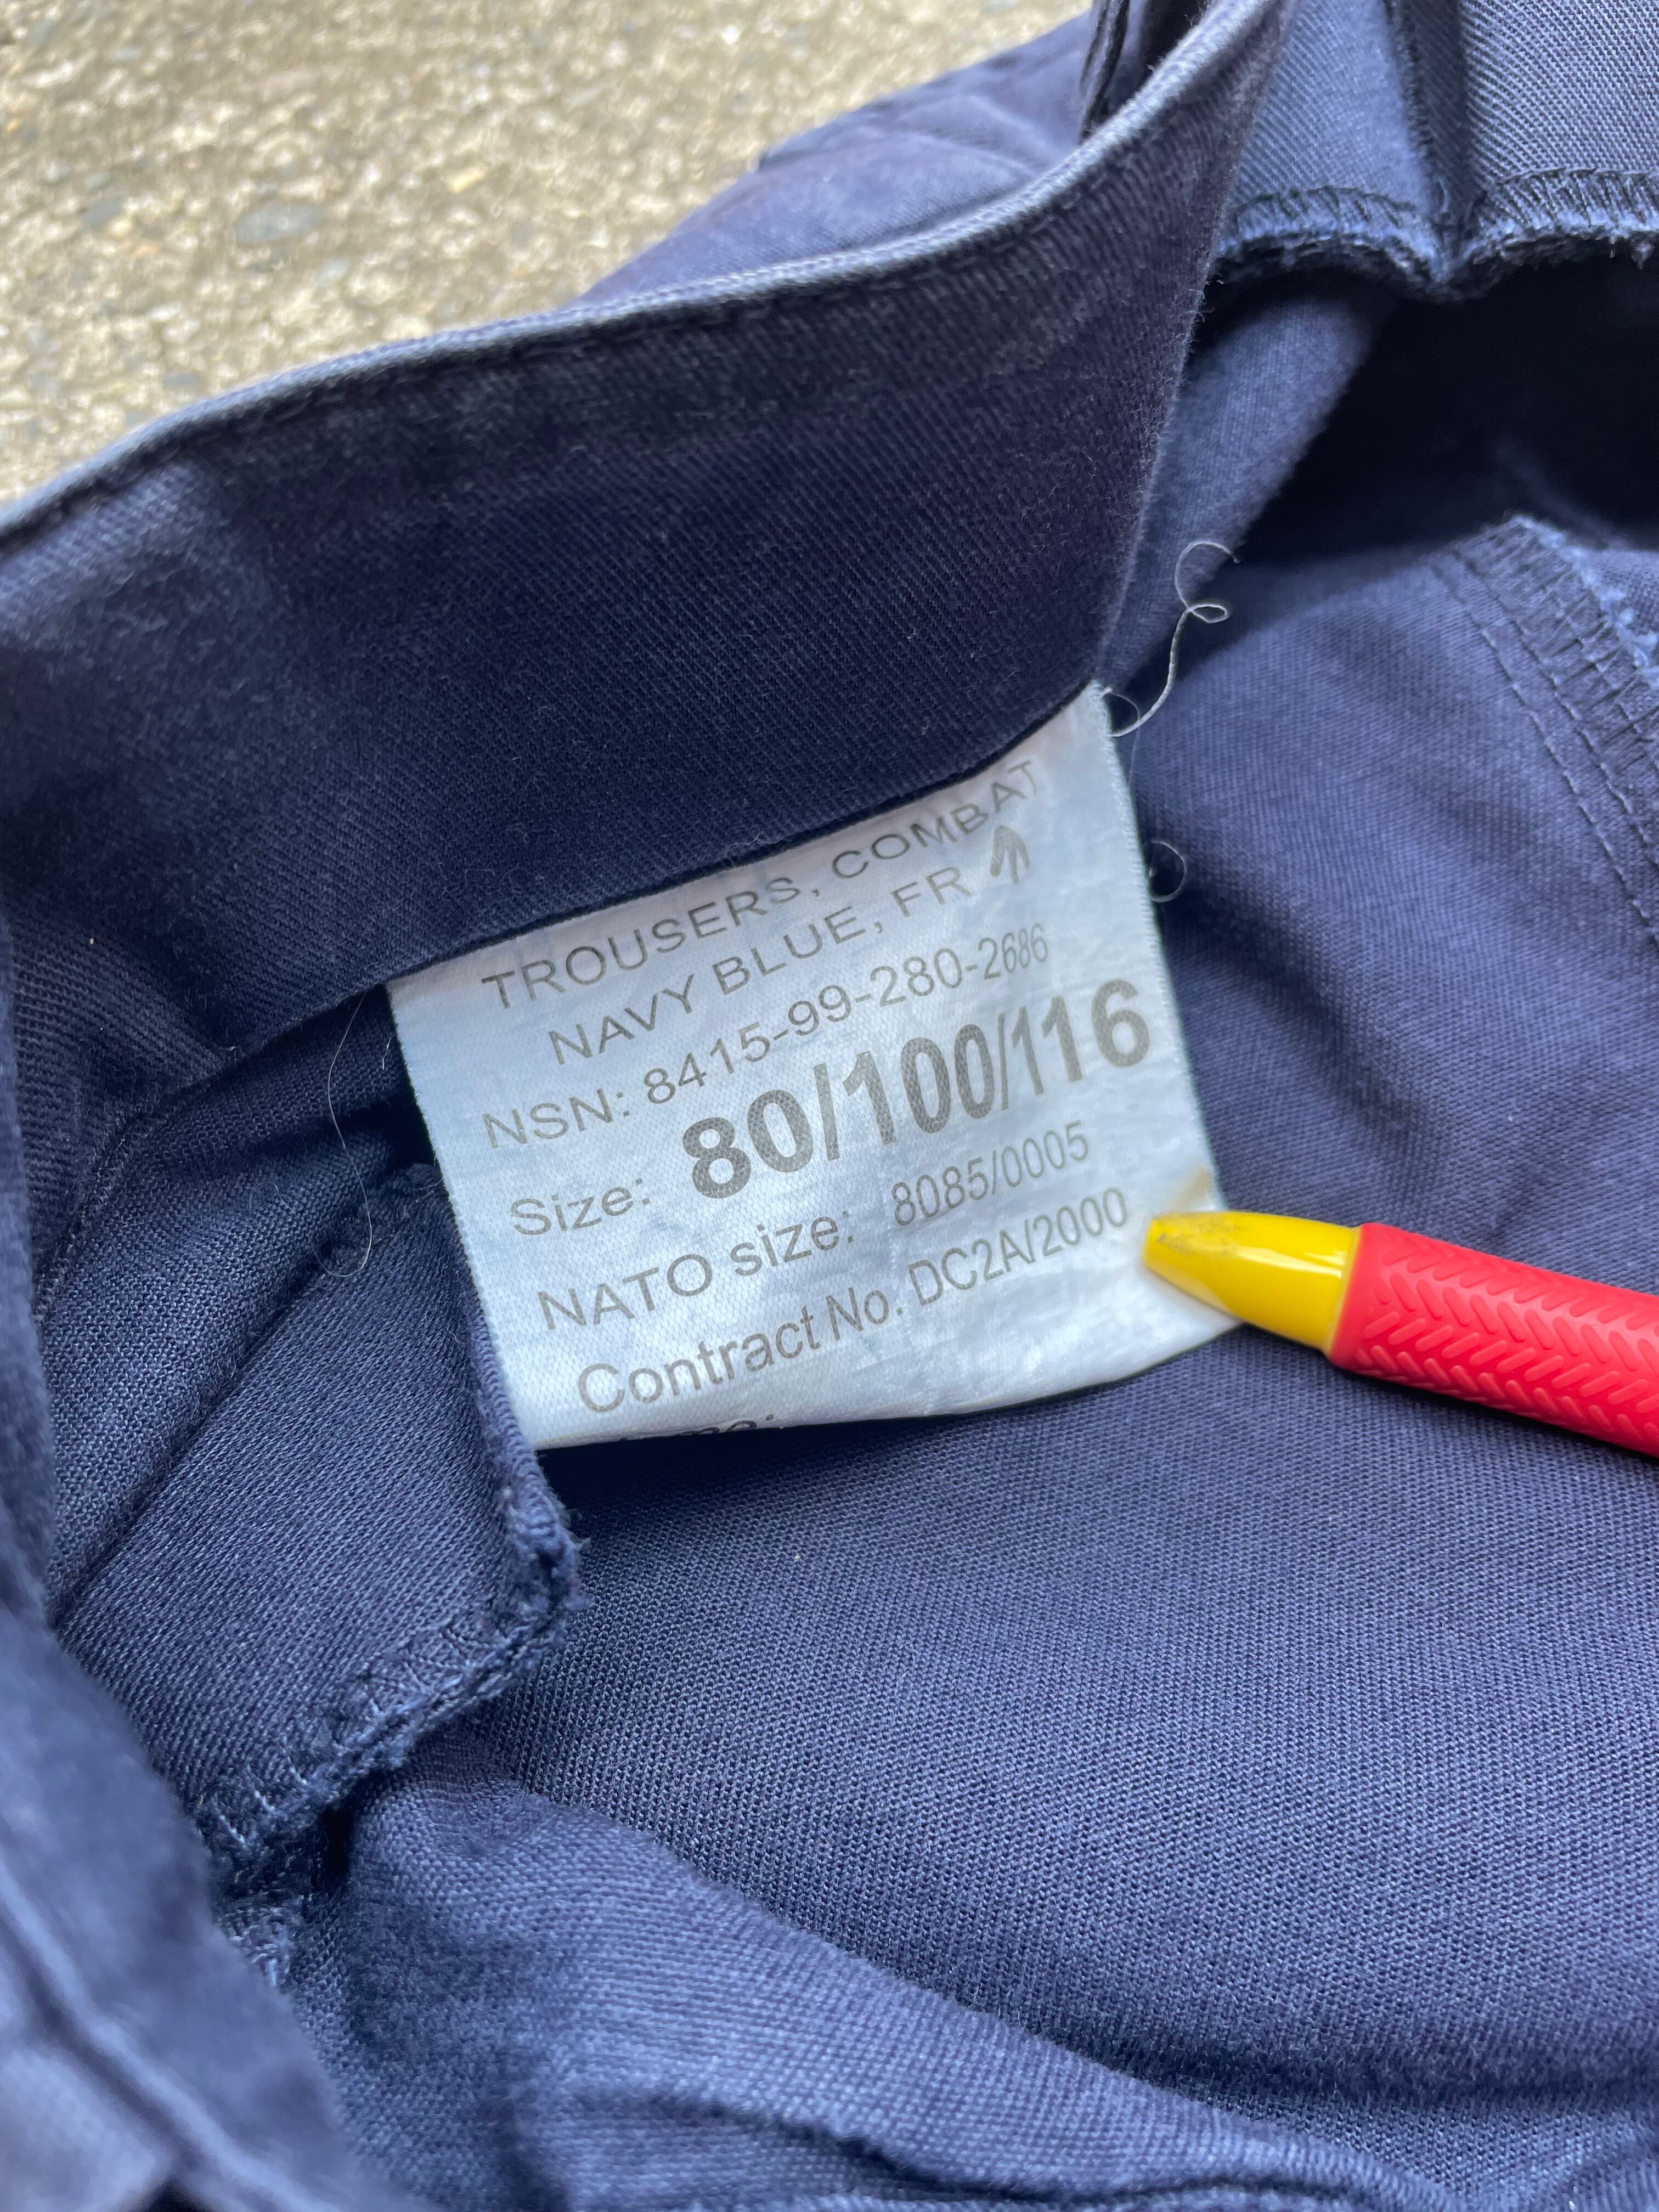 TROUSERS, COMBAT
NAVY BLUE, FR
NSN: 8415-99-280-2686
Size: 80/100/116
NATO size: 8085/0005
Contract No. DC2A/2000